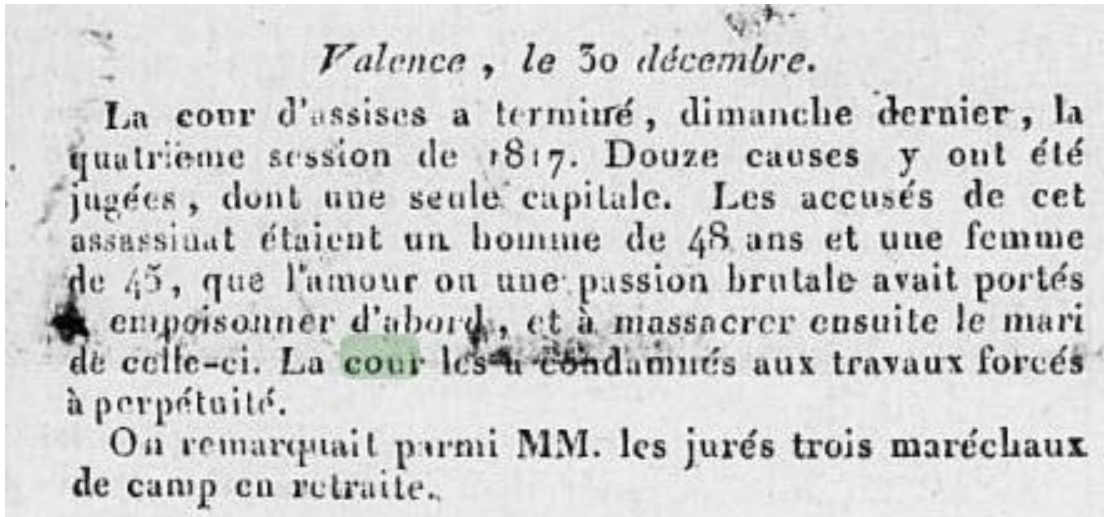 Valence, le 30 décembre.
La cour d'assises a terminé, dimanche dernier, la
quatrième session de 1817. Douze causes y ont été
jugées, dont une seule capitale. Les accusés de cet
assassinat étaient un homme de 48 ans et une femme
de 45, que l'amour ou une passion brutale avait portés
empoisonner d'abord, et à massacrer ensuite le mari
de celle-ci. La cour les a condamnés aux travaux forcés
à perpétuité.
On remarquait parmi MM. les jurés trois maréchaux
de camp en retraite.